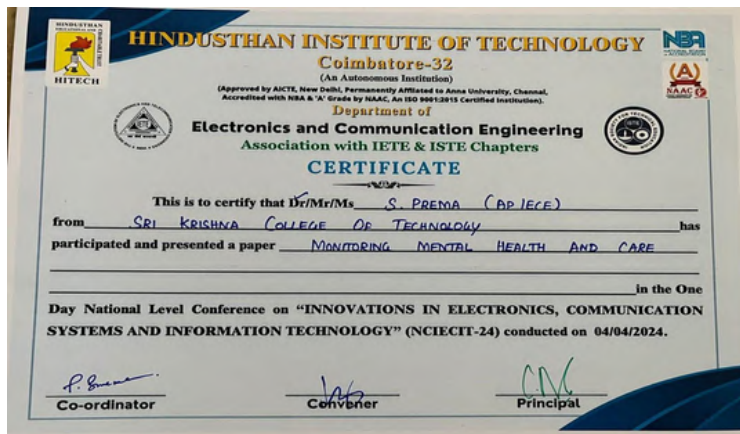 HINDUSTHAN
HITECH
HINDUSTHAN INSTITUTE OF TECHNOLOGY
NBA
Coimbatore-32
(An Autonomous Institution)
(Approved by AICTE, New Delhi, Permanently Affliated to Anna University, Chennai,
Accredited with NBA & 'A' Grade by NAAC, An ISO 9001:2015 Certified Institution).
A
NAAC
Department of
Electronics and Communication Engineering
Association with IETE & ISTE Chapters
CERTIFICATE
This is to certify that Dr/Mr/Ms S. PREMA (AP/ECE)
from SRI KRISHNA COLLEGE OF TECHNOLOGY has
participated and presented a paper MONITORING MENTAL HEALTH AND CARE
in the One
Day National Level Conference on "INNOVATIONS IN ELECTRONICS, COMMUNICATION
SYSTEMS AND INFORMATION TECHNOLOGY" (NCIECIT-24) conducted on 04/04/2024.
Co-ordinator
Convener
Principal